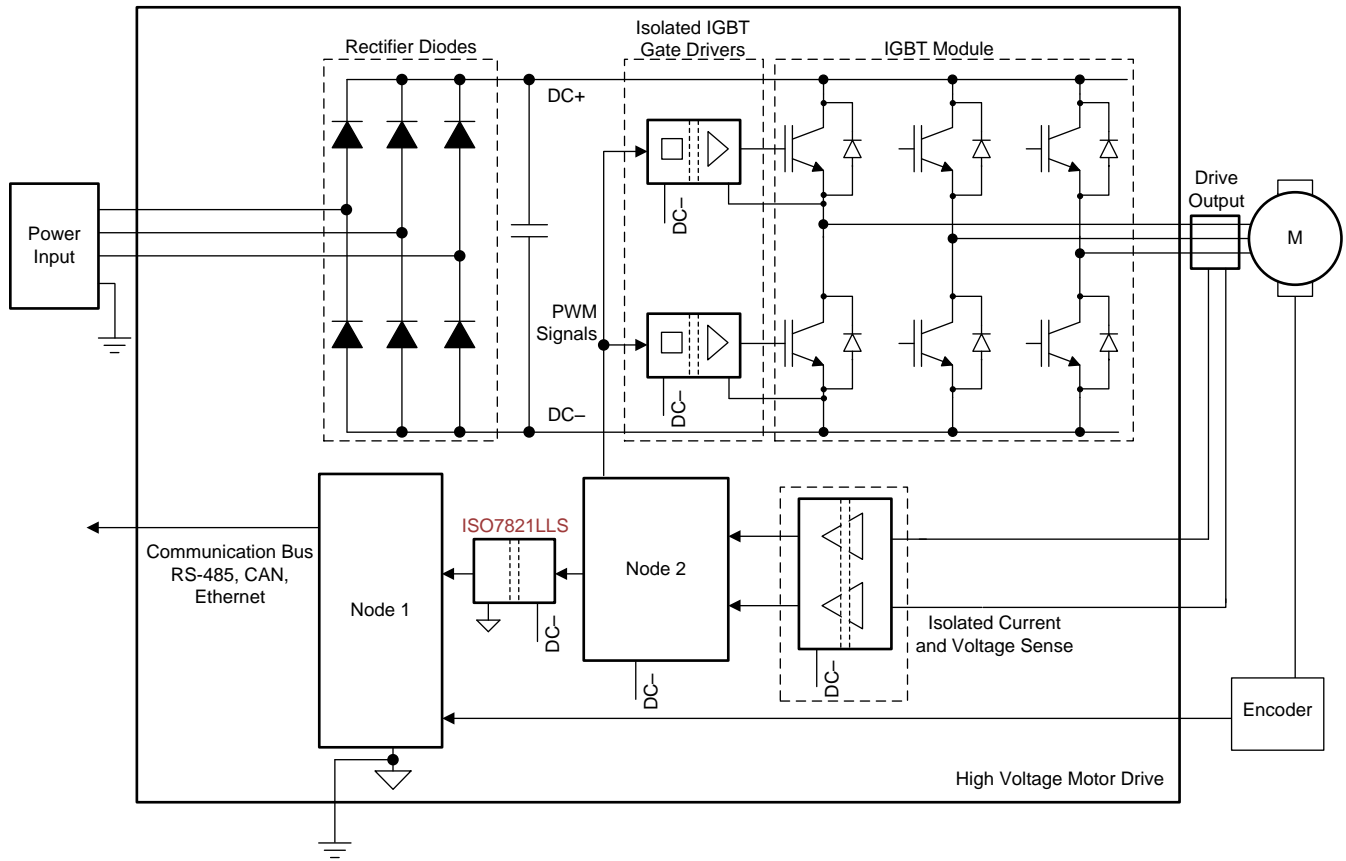 Isolated IGBT
Gate Drivers
Rectifier Diodes
IGBT Module
DC+
Power
Input
DC–
Drive
Output
M
PWM
Signals
DC–
DC–
ISO7821LLS
Communication Bus
RS-485, CAN,
Ethernet
Node 1
Node 2
DC–
DC–
DC–
Isolated Current
and Voltage Sense
Encoder
High Voltage Motor Drive